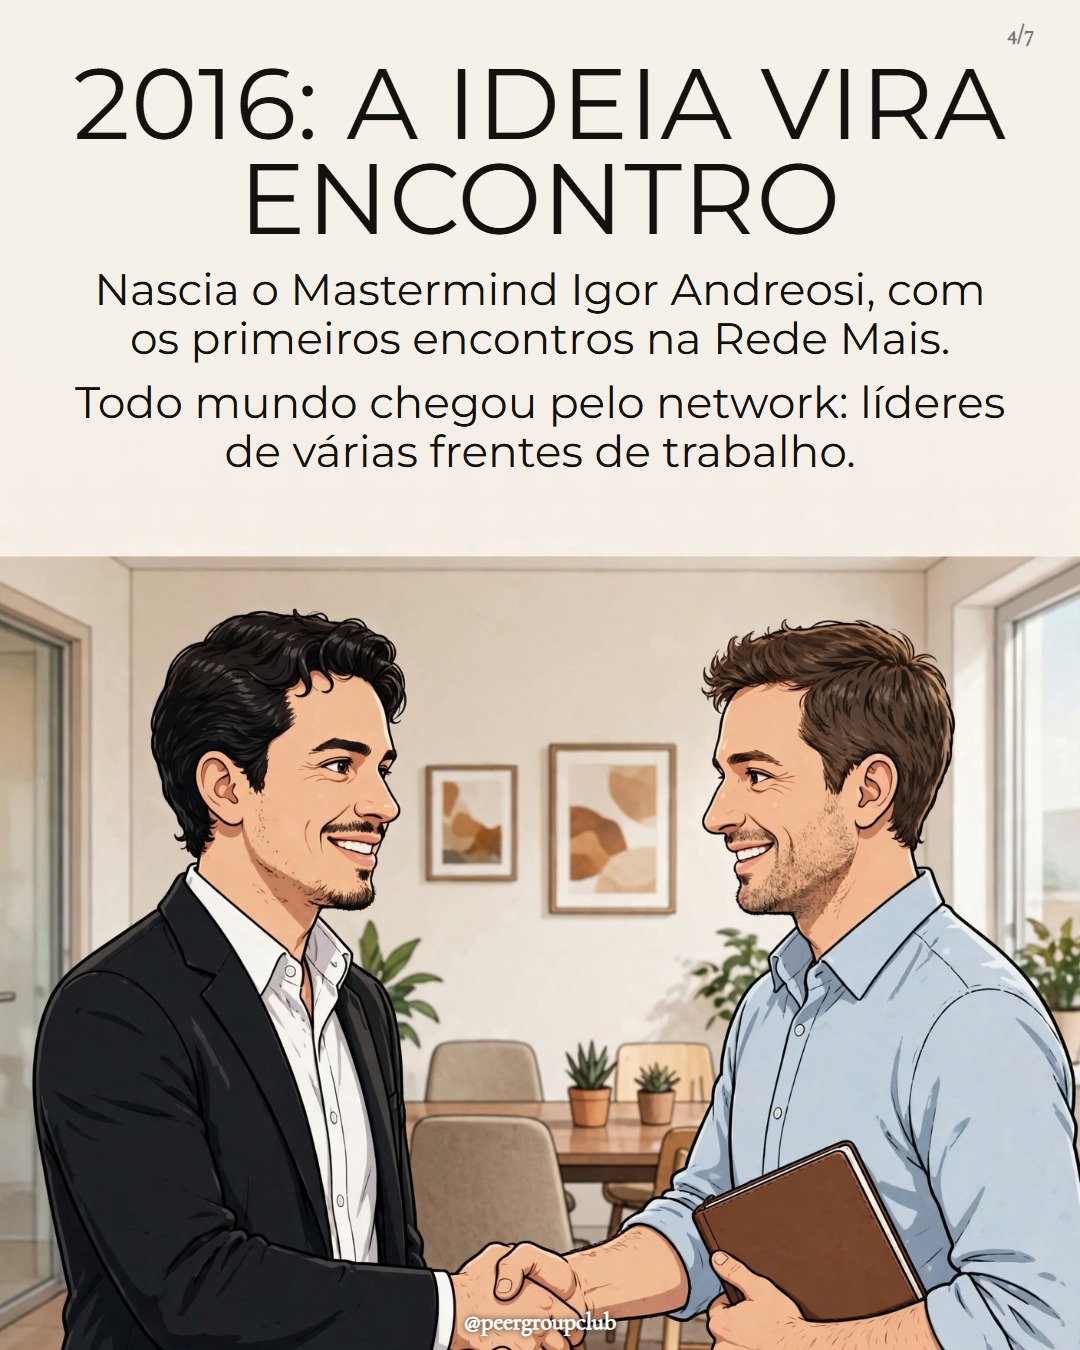 4/7
2016: A IDEIA VIRA
ENCONTRO
Nascia o Mastermind Igor Andreosi, com
os primeiros encontros na Rede Mais.
Todo mundo chegou pelo network: líderes
de várias frentes de trabalho.
@peergroupclub